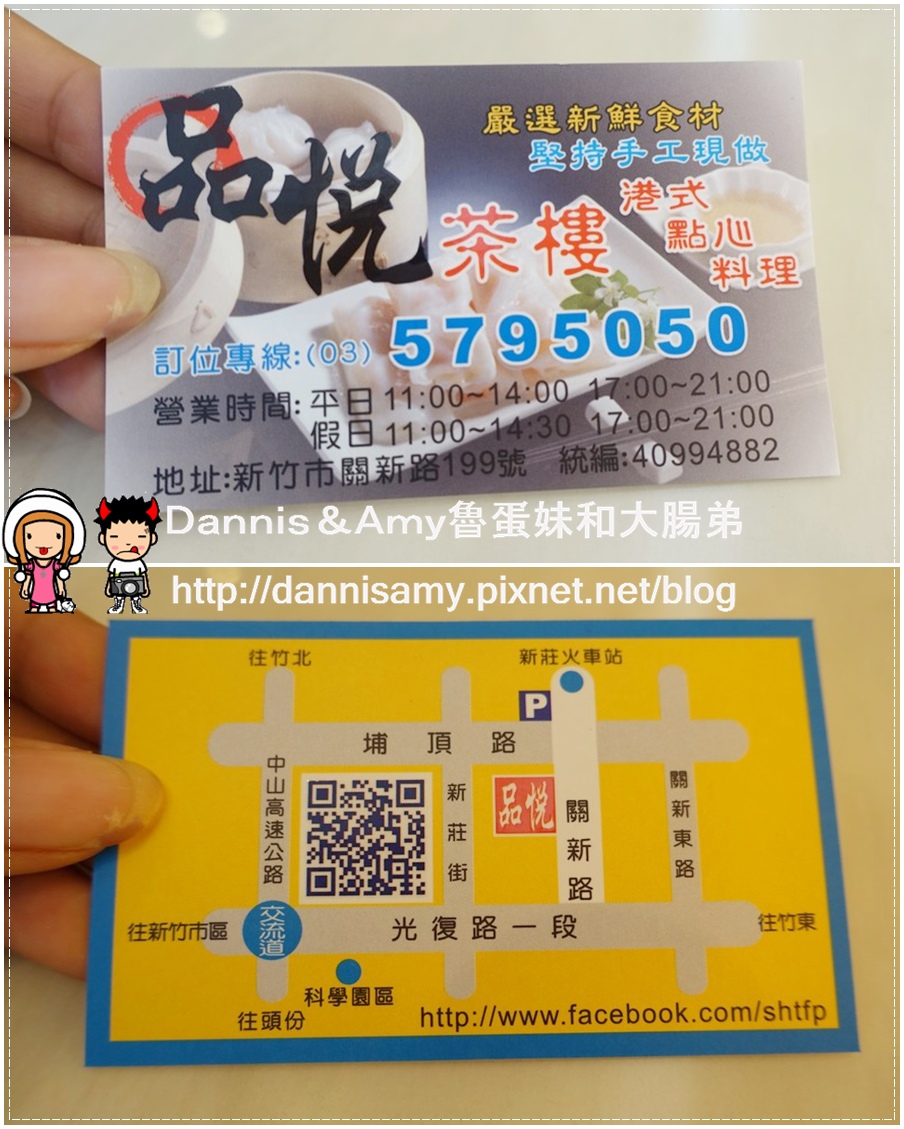 品悅
茶樓
嚴選新鮮食材
堅持手工現做
港式
點心
料理
訂位專線:(03) 5795050
營業時間: 平日 11:00~14:00 17:00~21:00
假日 11:00~14:30 17:00~21:00
地址:新竹市關新路199號 統編:40994882
Dannis&Amy魯蛋妹和大腸弟
http://dannisamy.pixnet.net/blog
往竹北
新莊火車站
P
埔頂路
中山高速公路
新莊街
品悅
關新路
關新東路
往新竹市區
交流道
光復路一段
往竹東
科學園區
往頭份
http://www.facebook.com/shtfp